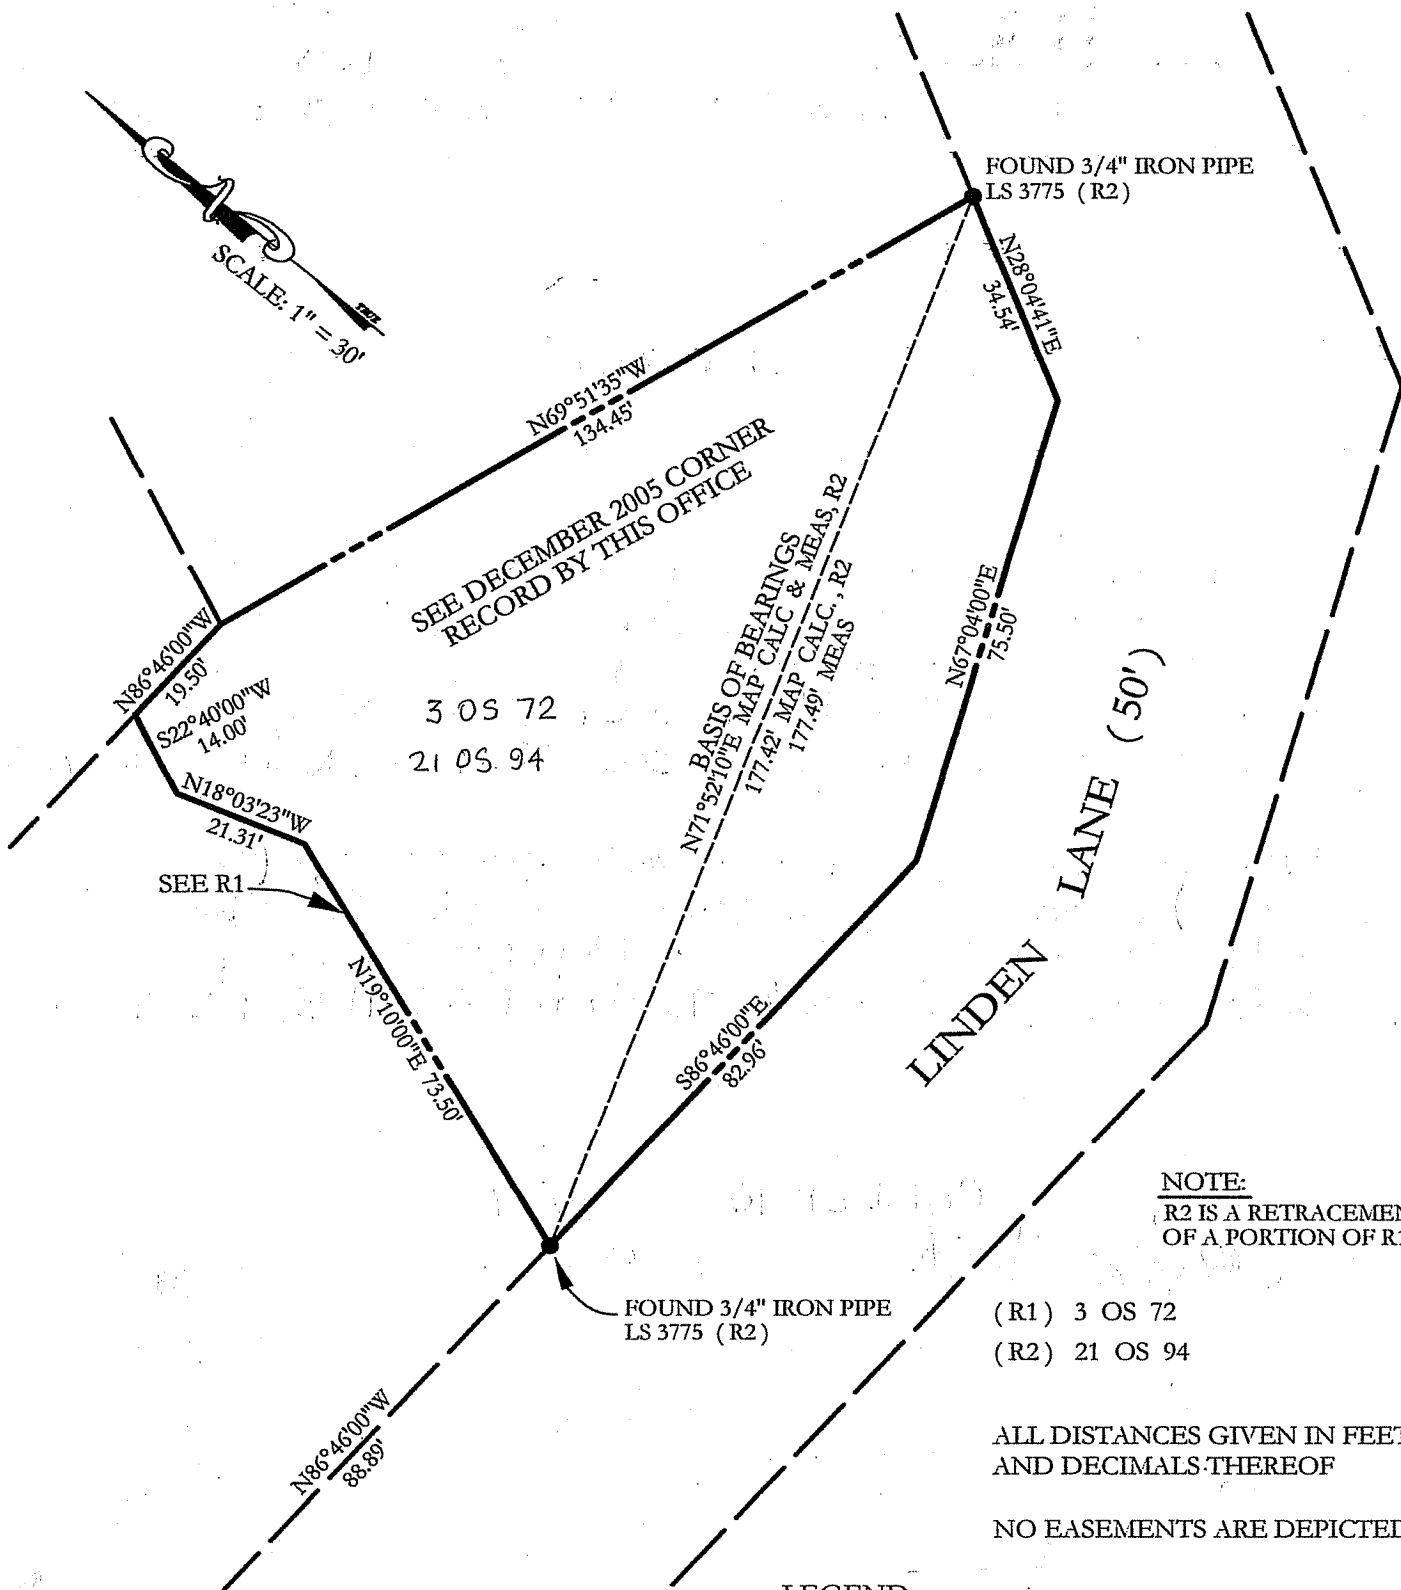 FOUND 3/4" IRON PIPE
LS 3775 (R2)
SCALE: 1" = 30'
N28°04'41"E
34.54'
N69°51'35"W
134.45'
SEE DECEMBER 2005 CORNER
RECORD BY THIS OFFICE
BASIS OF BEARINGS
N71°52'10"E MAP CALC & MEAS, R2
177.42' MAP CALC., R2
177.49' MEAS
N67°04'00"E
75.50'
N86°46'00"W
19.50'
S22°40'00"W
14.00'
3 OS 72
21 OS 94
N18°03'23"W
21.31'
SEE R1
LINDEN LANE (50')
N19°10'00"E 73.50'
S86°46'00"E
82.96'
NOTE:
R2 IS A RETRACEMEN
OF A PORTION OF R1
FOUND 3/4" IRON PIPE
LS 3775 (R2)
(R1) 3 OS 72
(R2) 21 OS 94
N86°46'00"W
88.89'
ALL DISTANCES GIVEN IN FEET
AND DECIMALS THEREOF
NO EASEMENTS ARE DEPICTED
LEGEND